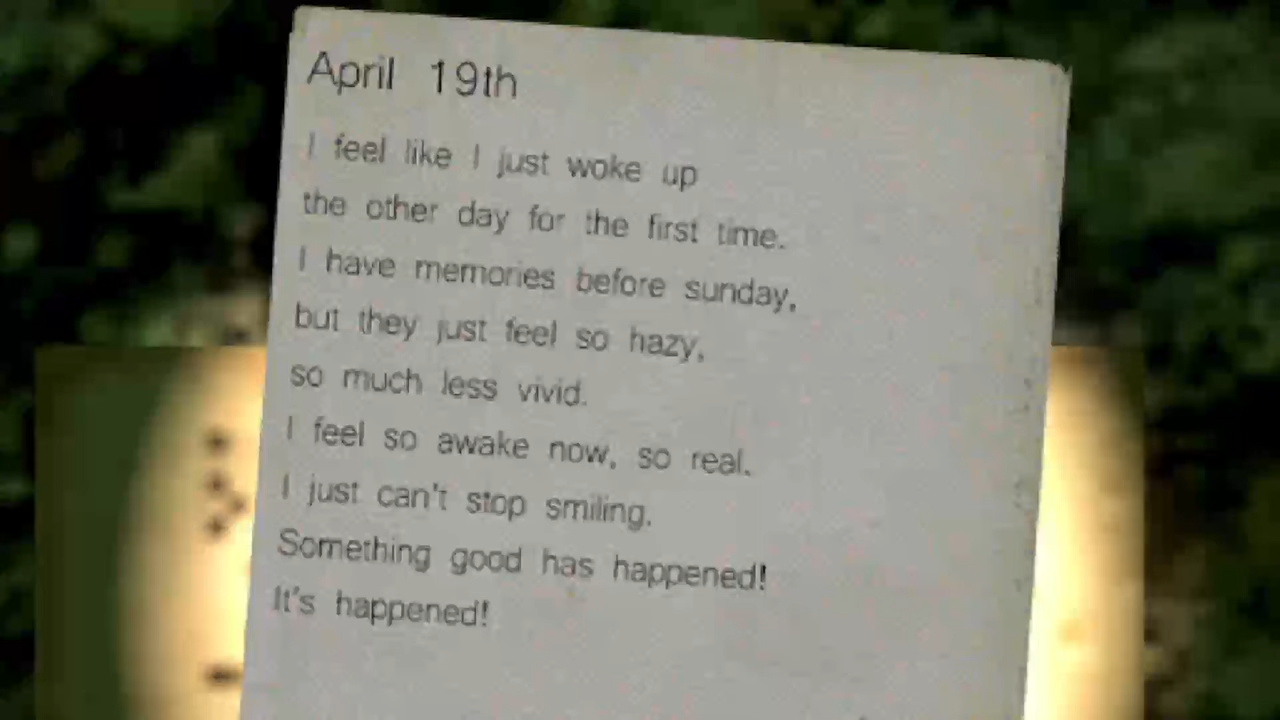 April 19th
I feel like I just woke up
the other day for the first time.
I have memories before sunday,
but they just feel so hazy,
so much less vivid.
I feel so awake now, so real.
I just can't stop smiling.
Something good has happened!
It's happened!